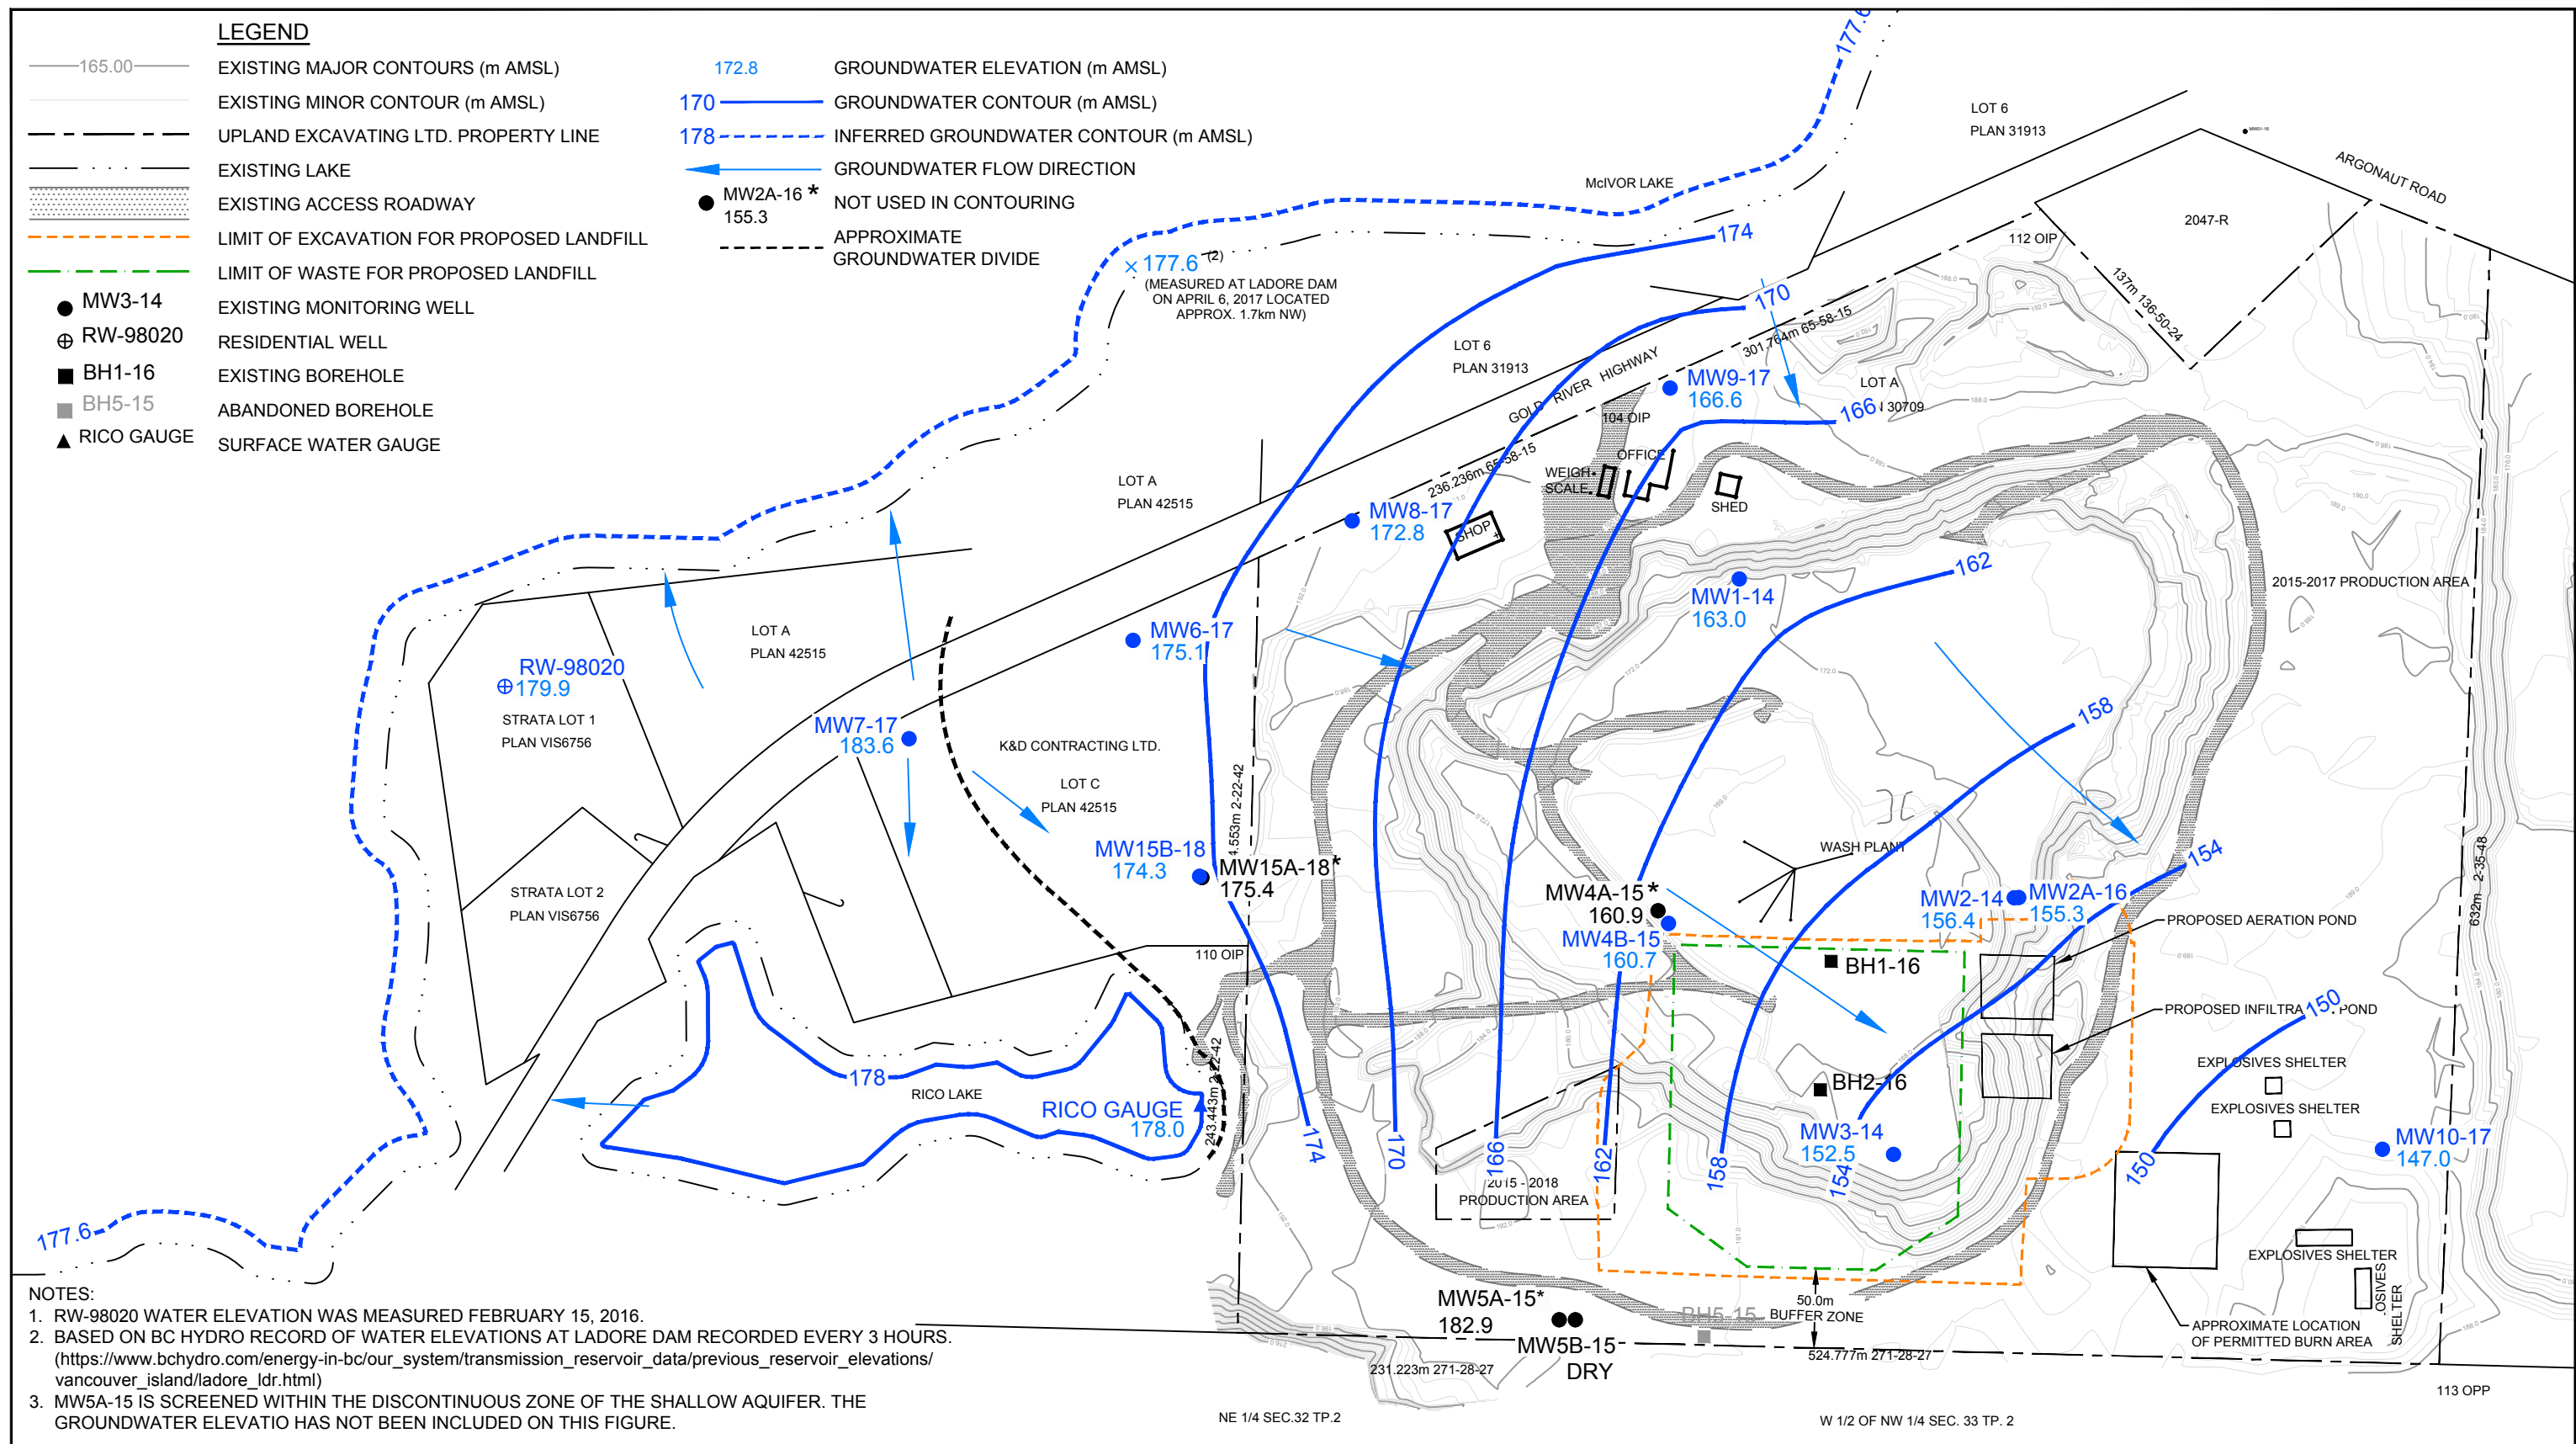 LEGEND
165.00
EXISTING MAJOR CONTOURS (m AMSL)
EXISTING MINOR CONTOUR (m AMSL)
UPLAND EXCAVATING LTD. PROPERTY LINE
EXISTING LAKE
EXISTING ACCESS ROADWAY
LIMIT OF EXCAVATION FOR PROPOSED LANDFILL
LIMIT OF WASTE FOR PROPOSED LANDFILL
MW3-14
EXISTING MONITORING WELL
RW-98020
RESIDENTIAL WELL
BH1-16
EXISTING BOREHOLE
BH5-15
ABANDONED BOREHOLE
RICO GAUGE
SURFACE WATER GAUGE
172.8
GROUNDWATER ELEVATION (m AMSL)
170
GROUNDWATER CONTOUR (m AMSL)
178
INFERRED GROUNDWATER CONTOUR (m AMSL)
GROUNDWATER FLOW DIRECTION
MW2A-16 *
155.3
NOT USED IN CONTOURING
APPROXIMATE
GROUNDWATER DIVIDE
177.6
McIVOR LAKE
LOT 6
PLAN 31913
ARGONAUT ROAD
2047-R
112 OIP
137m 136-50-24
174
177.6 (2)
(MEASURED AT LADORE DAM
ON APRIL 6, 2017 LOCATED
APPROX. 1.7km NW)
170
301.764m 65-58-15
LOT 6
PLAN 31913
GOLD RIVER HIGHWAY
MW9-17
166.6
LOT A
30709
166
104 OIP
236.236m 65-58-15
OFFICE
WEIGH
SCALE
SHED
LOT A
PLAN 42515
MW8-17
172.8
SHOP
162
2015-2017 PRODUCTION AREA
MW1-14
163.0
LOT A
PLAN 42515
MW6-17
175.1
RW-98020
179.9
STRATA LOT 1
PLAN VIS6756
MW7-17
183.6
K&D CONTRACTING LTD.
LOT C
PLAN 42515
158
4.553m 2-22-42
MW15B-18
174.3
MW15A-18*
175.4
WASH PLANT
154
632m 2-35-48
STRATA LOT 2
PLAN VIS6756
MW4A-15*
160.9
MW4B-15
160.7
MW2-14
156.4
MW2A-16
155.3
PROPOSED AERATION POND
110 OIP
BH1-16
150
PROPOSED INFILTRA POND
178
RICO LAKE
RICO GAUGE
178.0
243.443m 2-22-42
BH2-16
EXPLOSIVES SHELTER
EXPLOSIVES SHELTER
MW3-14
152.5
MW10-17
147.0
174
170
166
162
158
154
150
2015 - 2018
PRODUCTION AREA
177.6
EXPLOSIVES SHELTER
OSIVES
SHELTER
50.0m
BUFFER ZONE
BH5-15
MW5A-15*
182.9
MW5B-15
DRY
APPROXIMATE LOCATION
OF PERMITTED BURN AREA
231.223m 271-28-27
524.777m 271-28-27
113 OPP
NE 1/4 SEC.32 TP.2
W 1/2 OF NW 1/4 SEC. 33 TP. 2
NOTES:
1. RW-98020 WATER ELEVATION WAS MEASURED FEBRUARY 15, 2016.
2. BASED ON BC HYDRO RECORD OF WATER ELEVATIONS AT LADORE DAM RECORDED EVERY 3 HOURS.
(https://www.bchydro.com/energy-in-bc/our_system/transmission_reservoir_data/previous_reservoir_elevations/
vancouver_island/ladore_ldr.html)
3. MW5A-15 IS SCREENED WITHIN THE DISCONTINUOUS ZONE OF THE SHALLOW AQUIFER. THE
GROUNDWATER ELEVATIO HAS NOT BEEN INCLUDED ON THIS FIGURE.